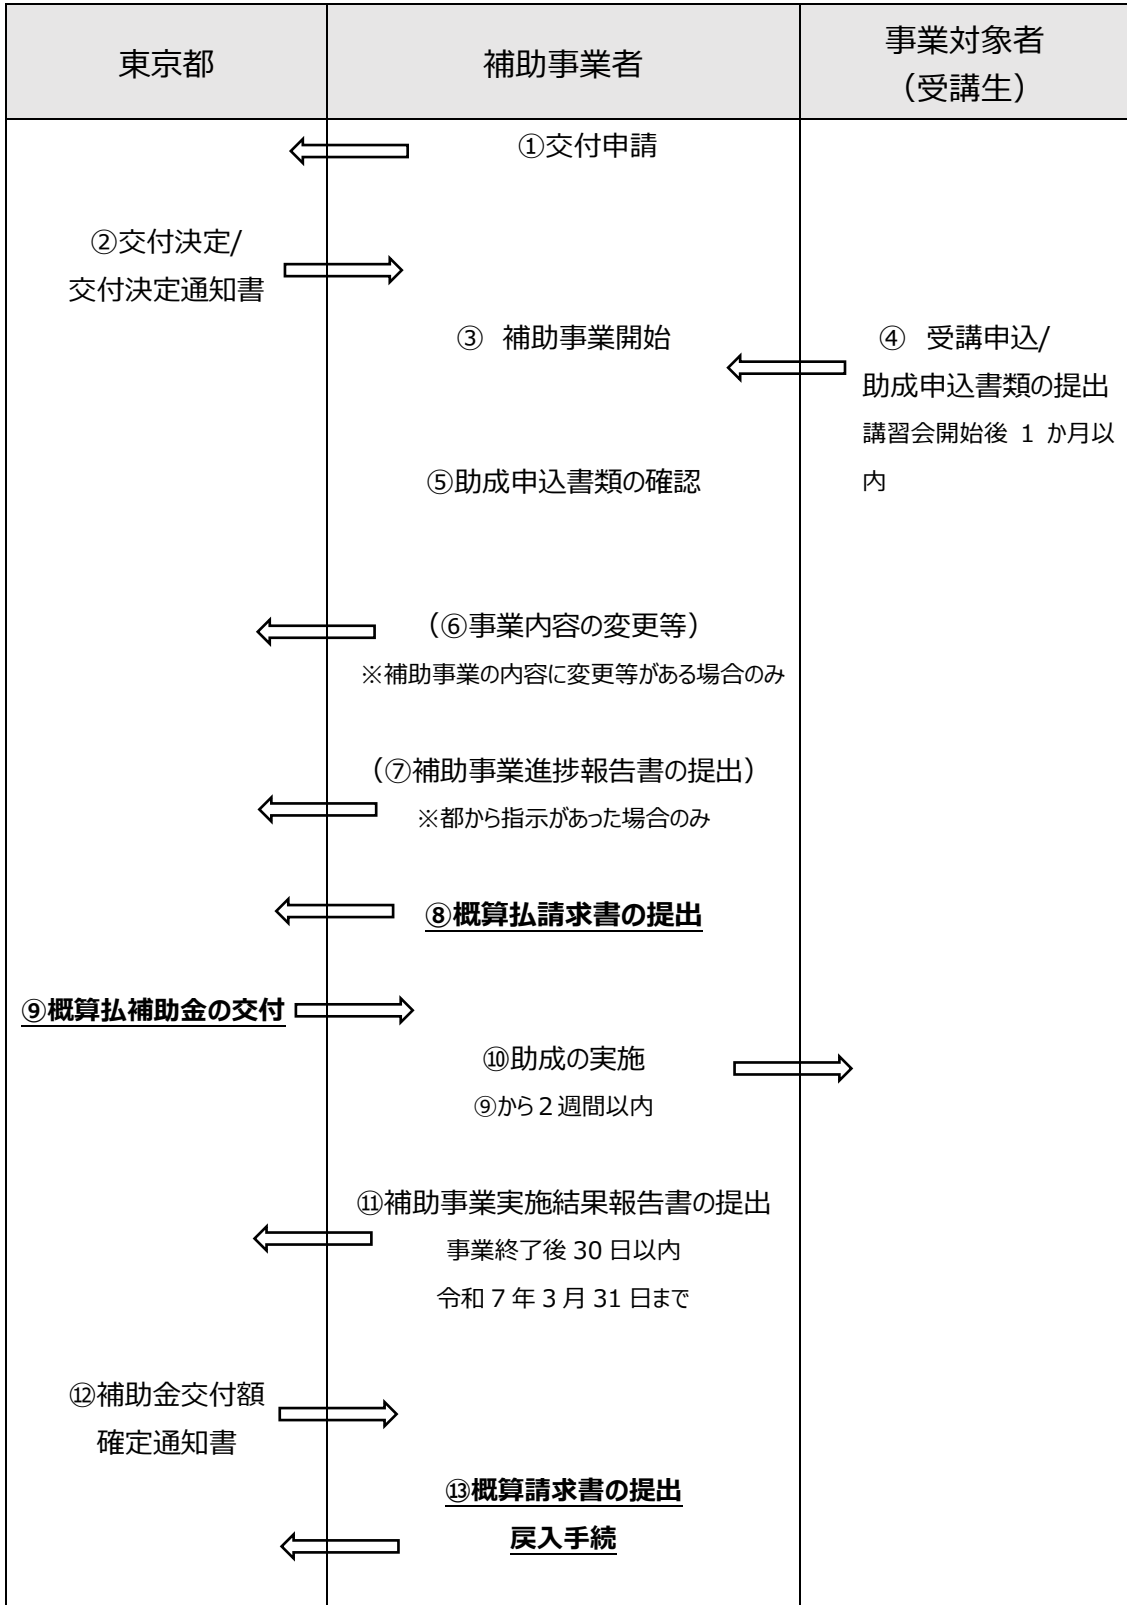 東京都
補助事業者
事業対象者
（受講生）
①交付申請
②交付決定/
交付決定通知書
③ 補助事業開始
④ 受講申込/
助成申込書類の提出
講習会開始後 1 か月以
内
⑤助成申込書類の確認
（⑥事業内容の変更等）
※補助事業の内容に変更等がある場合のみ
（⑦補助事業進捗報告書の提出）
※都から指示があった場合のみ
⑧概算払請求書の提出
⑨概算払補助金の交付
⑩助成の実施
⑨から２週間以内
⑪補助事業実施結果報告書の提出
事業終了後 30 日以内
令和７年３月 31 日まで
⑫補助金交付額
確定通知書
⑬概算請求書の提出
戻入手続